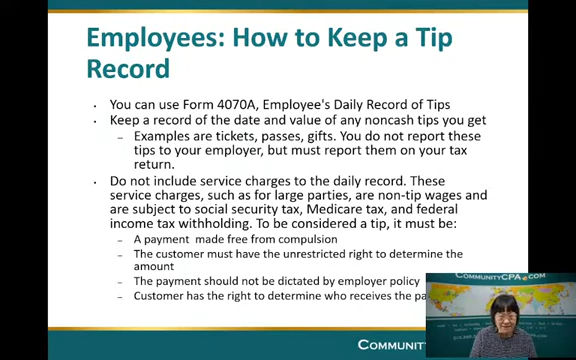 COMMUNITYCPA.COM
Employees: How to Keep a Tip
Record
• You can use Form 4070A, Employee's Daily Record of Tips
• Keep a record of the date and value of any noncash tips you get
– Examples are tickets, passes, gifts. You do not report these
tips to your employer, but must report them on your tax
return.
• Do not include service charges to the daily record. These
service charges, such as for large parties, are non-tip wages and
are subject to social security tax, Medicare tax, and federal
income tax withholding. To be considered a tip, it must be:
– A payment made free from compulsion
– The customer must have the unrestricted right to determine the
amount
– The payment should not be dictated by employer policy
– Customer has the right to determine who receives the
COMMUNITYCPA.COM
COMMUNITY